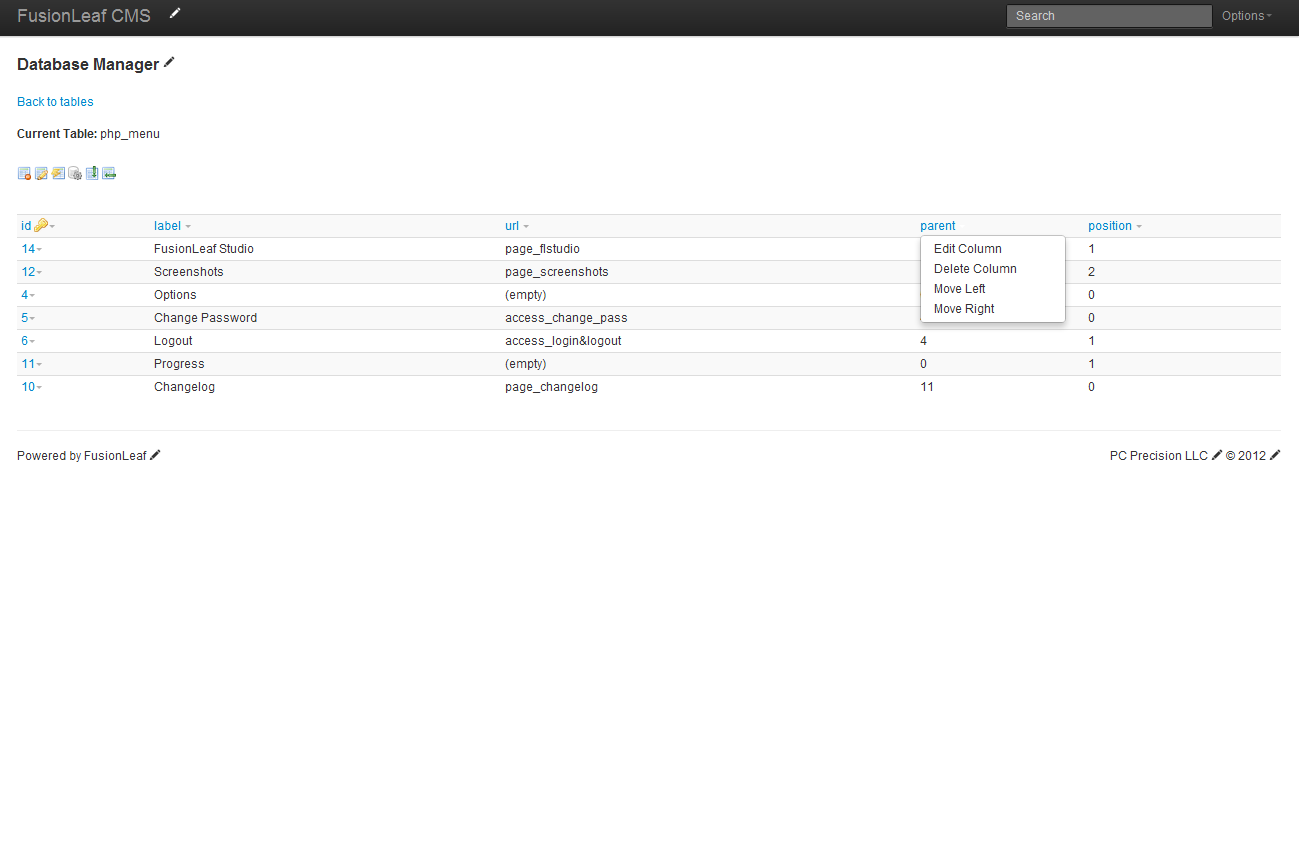 FusionLeaf CMS Search Options
Database Manager
Back to tables
Current Table: php_menu
id label url parent position
14 FusionLeaf Studio page_flstudio 1
Edit Column
12 Screenshots page_screenshots 2
Delete Column
4 Options (empty) 0
Move Left
5 Change Password access_change_pass 0
Move Right
6 Logout access_login&logout 4 1
11 Progress (empty) 0 1
10 Changelog page_changelog 11 0
Powered by FusionLeaf PC Precision LLC © 2012